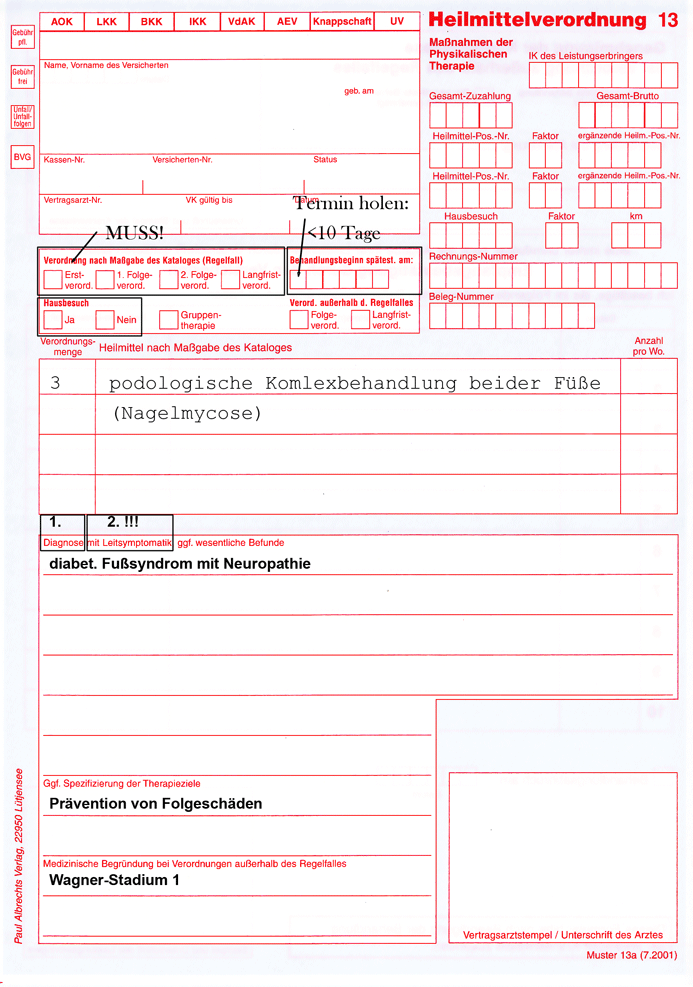 AOK LKK BKK IKK VdAK AEV Knappschaft UV
Heilmittelverordnung 13
Gebühr pfl.
Gebühr frei
Unfall/ Unfall- folgen
BVG
Name, Vorname des Versicherten
geb. am
Kassen-Nr. Versicherten-Nr. Status
Vertragsarzt-Nr. VK gültig bis Datum
Termin holen:
<10 Tage
MUSS!
Maßnahmen der
Physikalischen
Therapie
IK des Leistungserbringers
Gesamt-Zuzahlung Gesamt-Brutto
Heilmittel-Pos.-Nr. Faktor ergänzende Heilm.-Pos.-Nr.
Heilmittel-Pos.-Nr. Faktor ergänzende Heilm.-Pos.-Nr.
Hausbesuch Faktor km
Rechnungs-Nummer
Beleg-Nummer
Verordnung nach Maßgabe des Kataloges (Regelfall)
Erst- verord. 1. Folge- verord. 2. Folge- verord. Langfrist- verord.
Behandlungsbeginn spätest. am:
Hausbesuch
Ja Nein
Gruppen- therapie
Verord. außerhalb d. Regelfalles
Folge- verord. Langfrist- verord.
Verordnungs-
menge
Heilmittel nach Maßgabe des Kataloges
Anzahl
pro Wo.
3 podologische Komlexbehandlung beider Füße
(Nagelmycose)
1. 2. !!!
Diagnose mit Leitsymptomatik, ggf. wesentliche Befunde
diabet. Fußsyndrom mit Neuropathie
Ggf. Spezifizierung der Therapieziele
Prävention von Folgeschäden
Medizinische Begründung bei Verordnungen außerhalb des Regelfalles
Wagner-Stadium 1
Vertragsarztstempel / Unterschrift des Arztes
Muster 13a (7.2001)
Paul Albrechts Verlag, 22950 Lütjensee